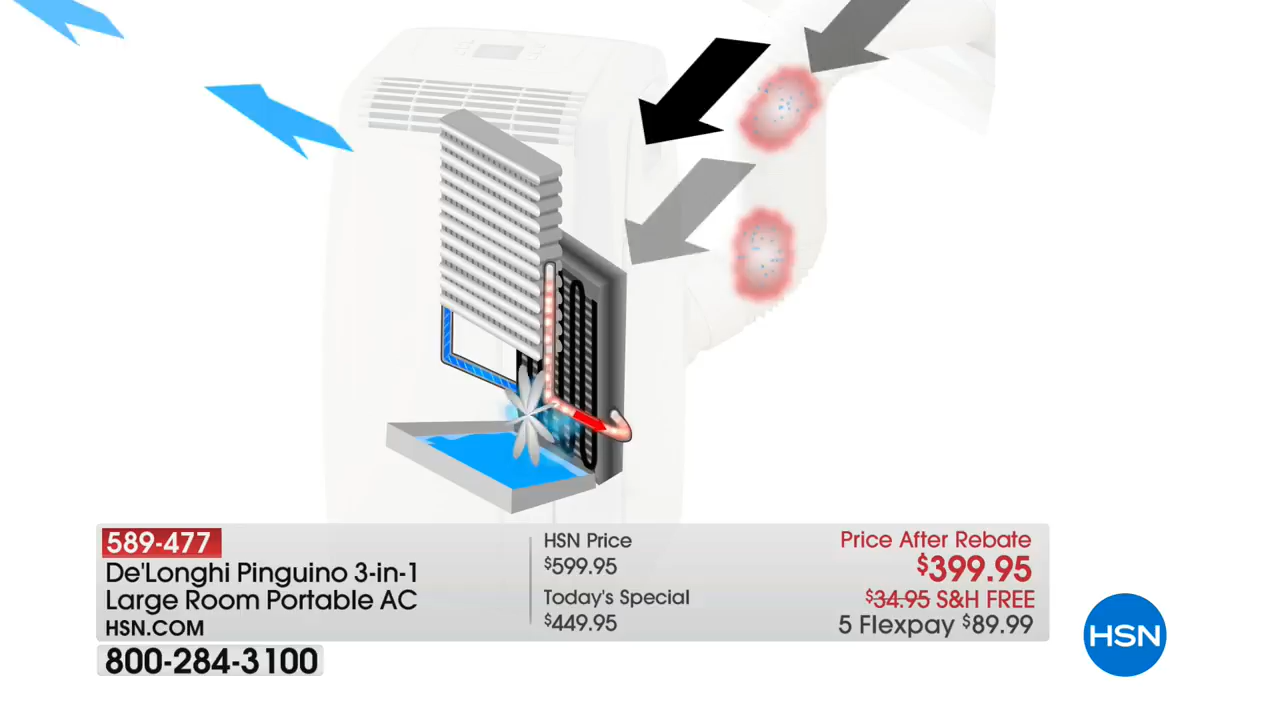 589-477
De'Longhi Pinguino 3-in-1
Large Room Portable AC
HSN.COM
800-284-3100
HSN Price
$599.95
Today's Special
$449.95
Price After Rebate
$399.95
$34.95 S&H FREE
5 Flexpay $89.99
HSN